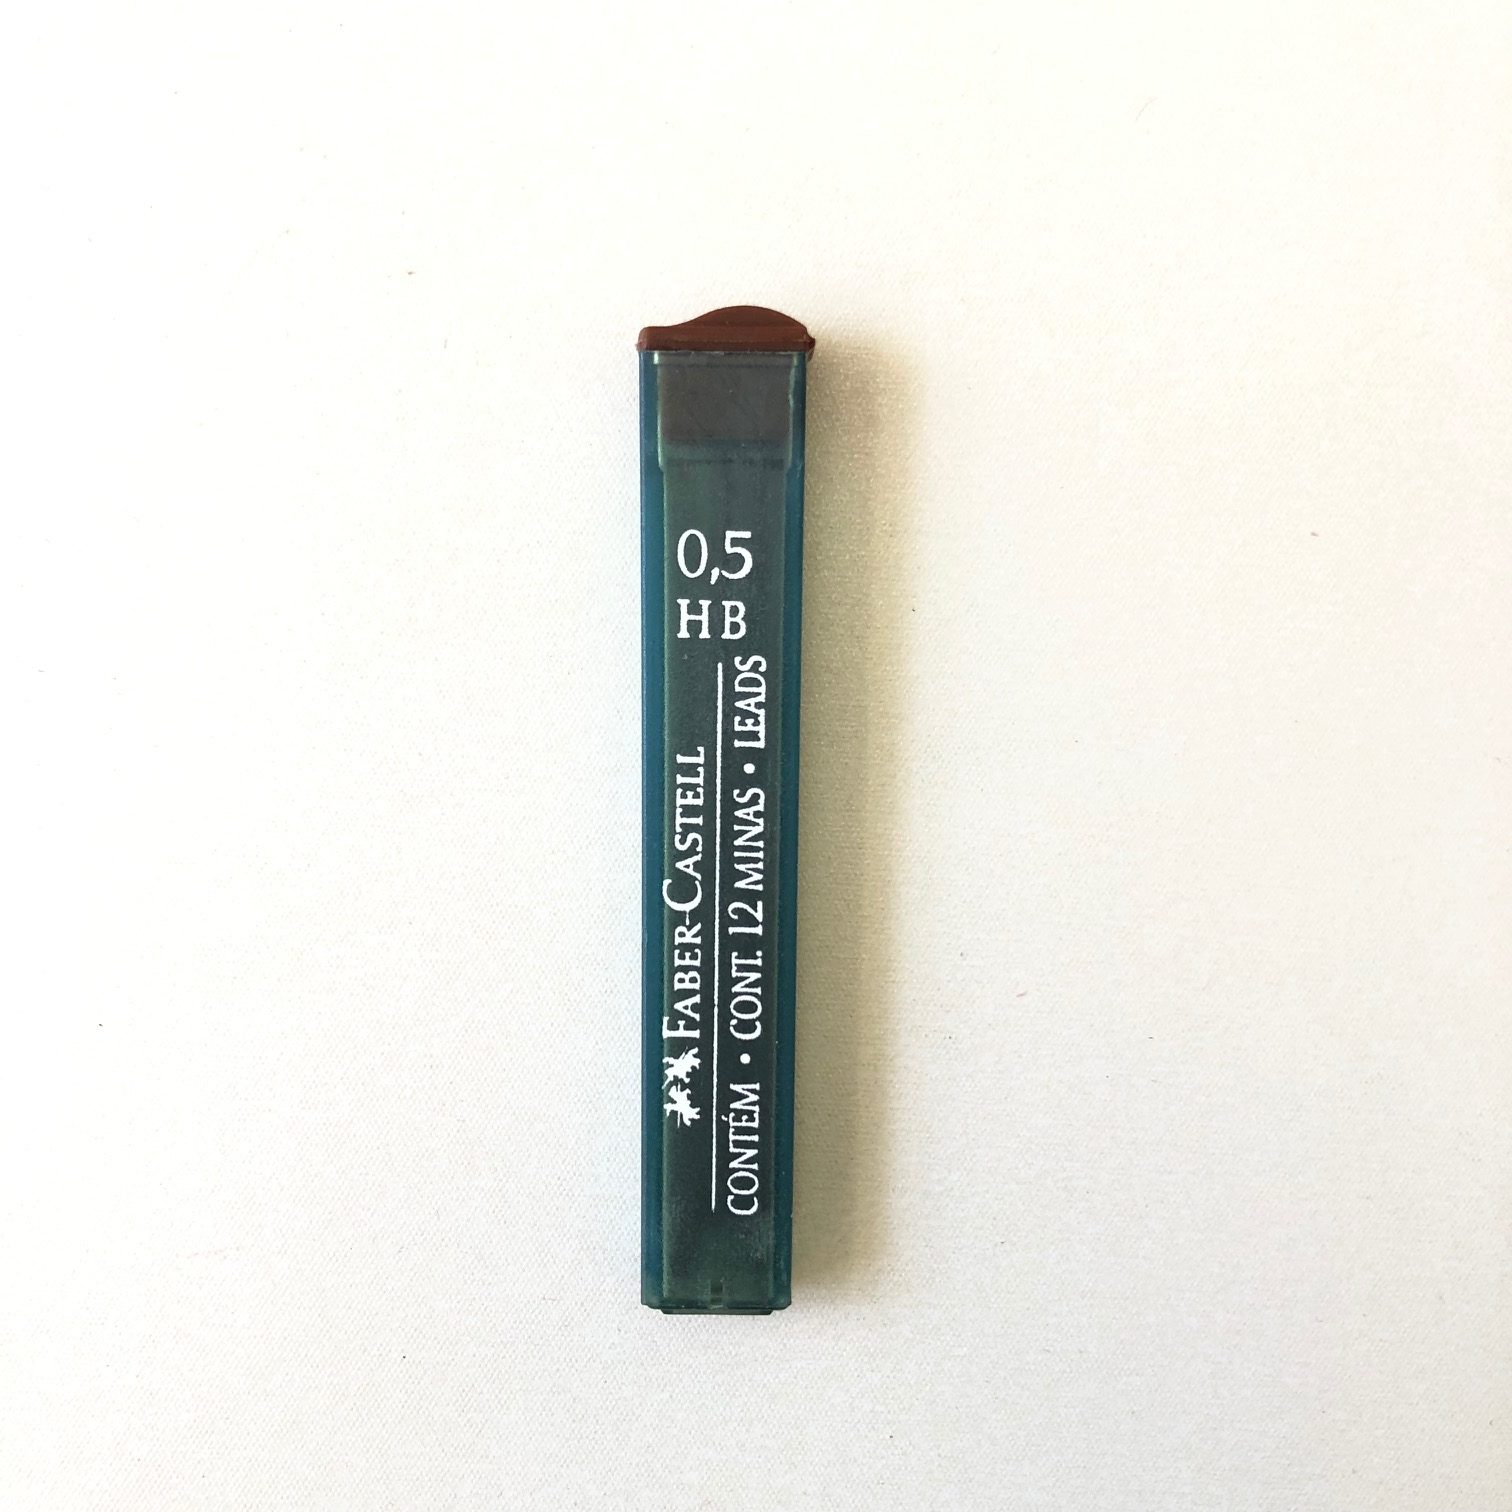 0,5
HB
FABER-CASTELL
CONTÉM • CONT. 12 MINAS • LEADS